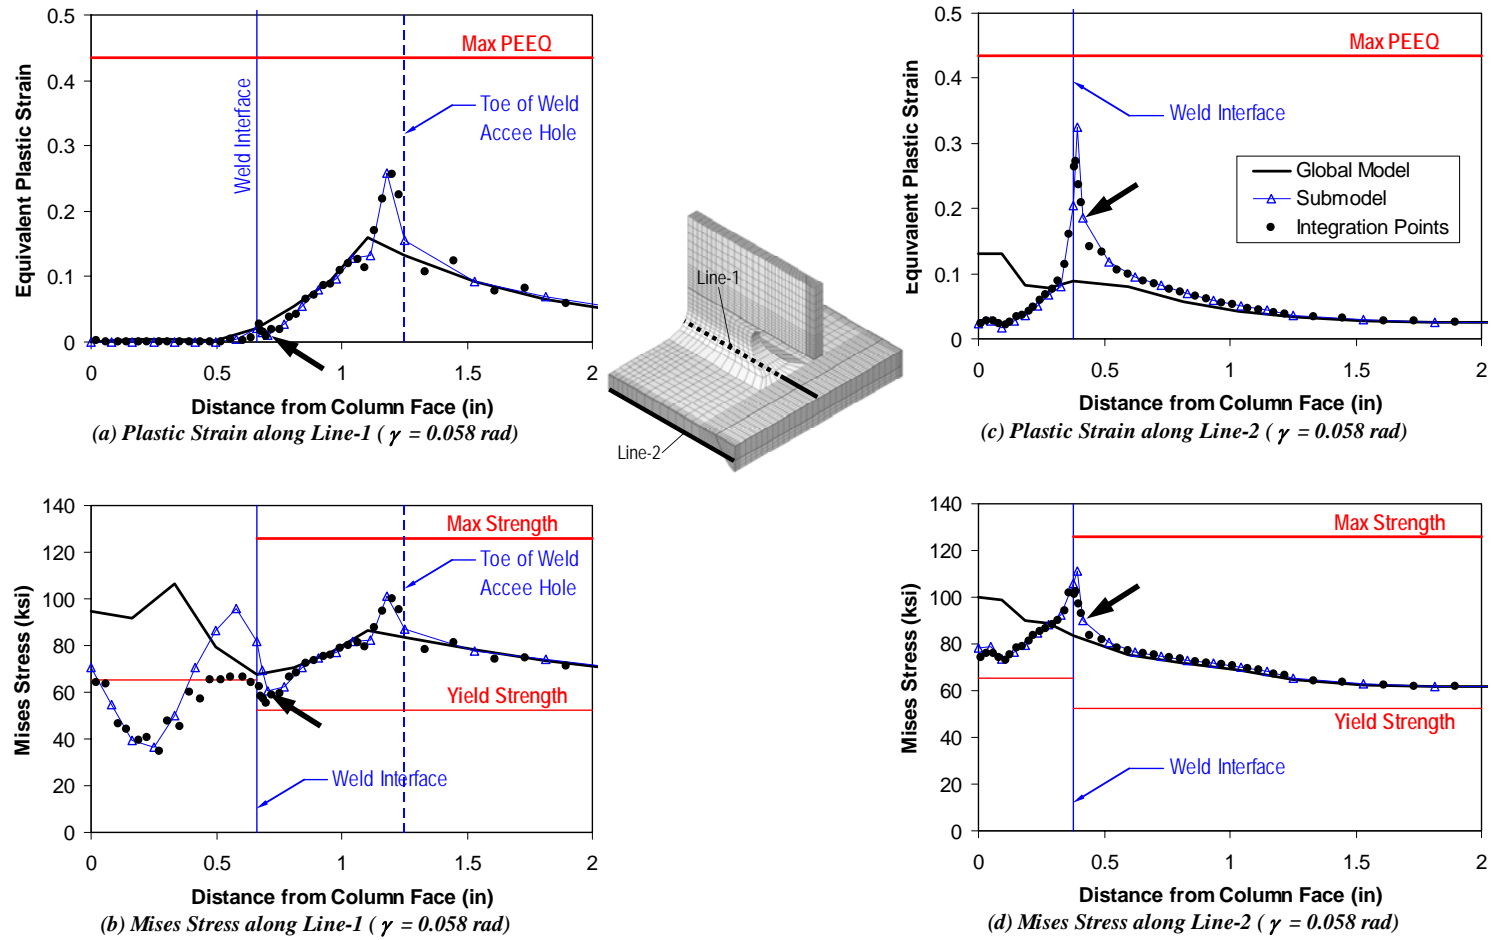 0.5
0.4
0.3
0.2
0.1
0
Equivalent Plastic Strain
Max PEEQ
Weld Interface
Toe of Weld
Accee Hole
0 0.5 1 1.5 2
Distance from Column Face (in)
(a) Plastic Strain along Line-1 ( γ = 0.058 rad)
Line-1
Line-2
0.5
0.4
0.3
0.2
0.1
0
Equivalent Plastic Strain
Max PEEQ
Weld Interface
Global Model
Submodel
Integration Points
0 0.5 1 1.5 2
Distance from Column Face (in)
(c) Plastic Strain along Line-2 ( γ = 0.058 rad)
140
120
100
80
60
40
20
0
Mises Stress (ksi)
Max Strength
Toe of Weld
Accee Hole
Yield Strength
Weld Interface
0 0.5 1 1.5 2
Distance from Column Face (in)
(b) Mises Stress along Line-1 ( γ = 0.058 rad)
140
120
100
80
60
40
20
0
Mises Stress (ksi)
Max Strength
Yield Strength
Weld Interface
0 0.5 1 1.5 2
Distance from Column Face (in)
(d) Mises Stress along Line-2 ( γ = 0.058 rad)